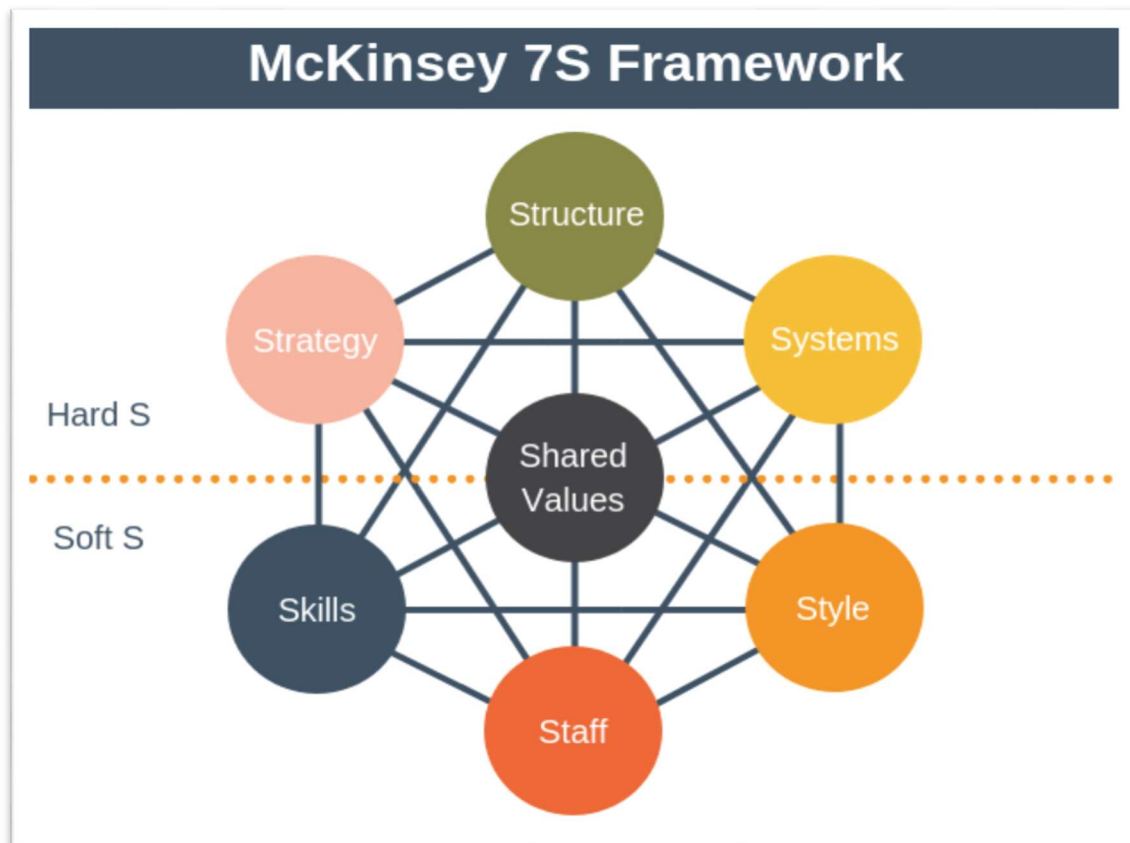 McKinsey 7S Framework
Structure
Strategy
Systems
Hard S
Shared
Values
Soft S
Skills
Style
Staff